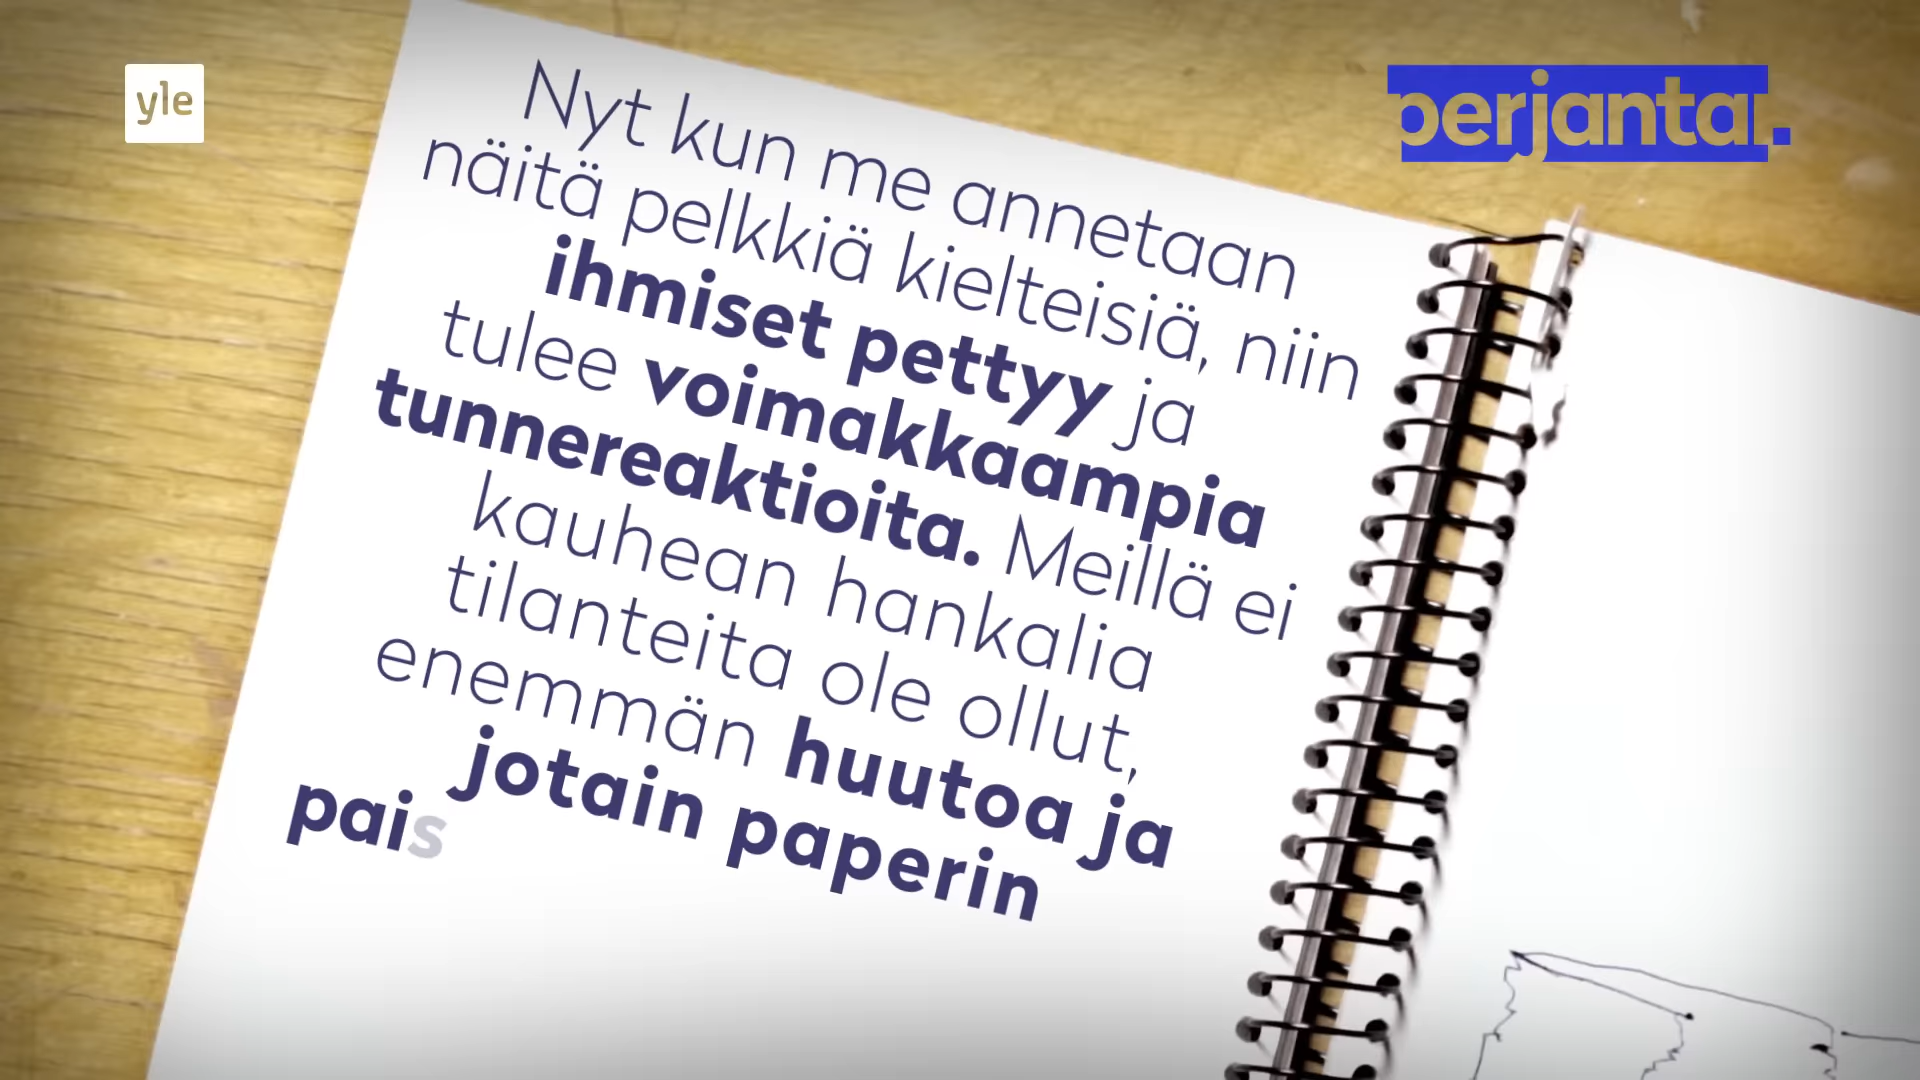 yle
perjantai.
Nyt kun me annetaan
näitä pelkkiä kielteisiä, niin
ihmiset pettyy ja
tulee voimakkaampia
tunnereaktioita. Meillä ei
kauhean hankalia
tilanteita ole ollut,
enemmän huutoa ja
jotain paperin
pais